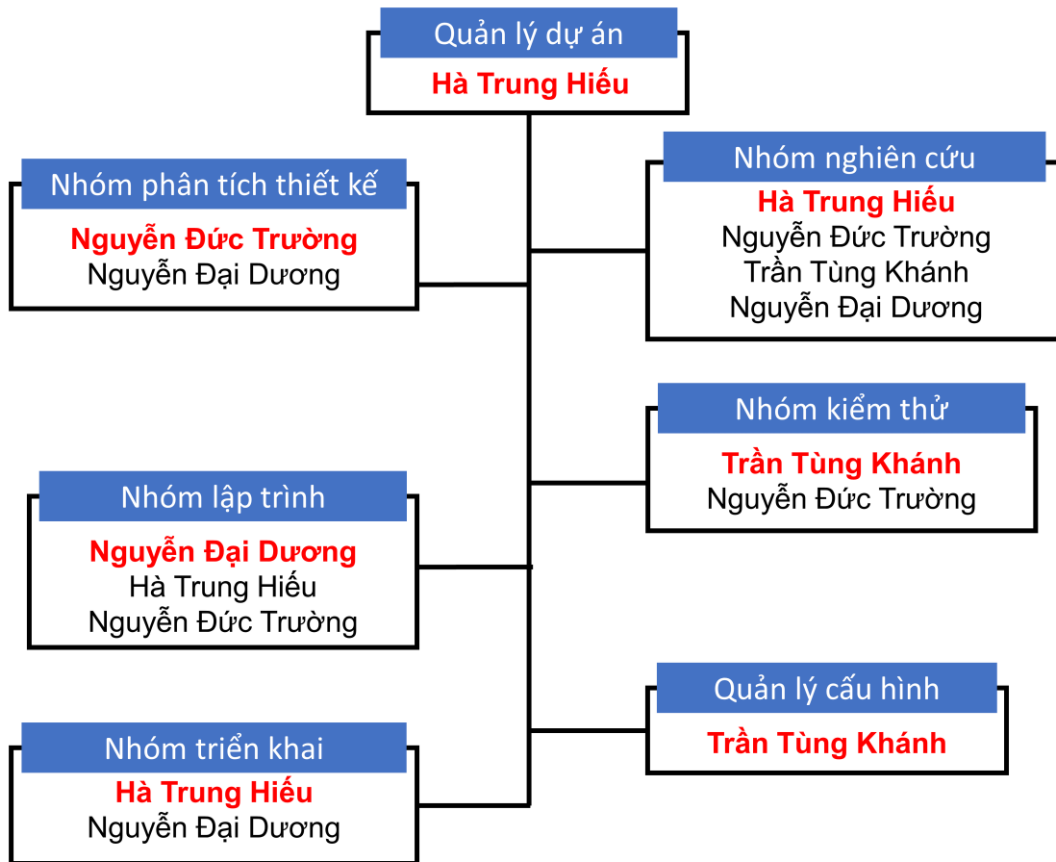 Quản lý dự án
Hà Trung Hiếu
Nhóm phân tích thiết kế
Nguyễn Đức Trường
Nguyễn Đại Dương
Nhóm nghiên cứu
Hà Trung Hiếu
Nguyễn Đức Trường
Trần Tùng Khánh
Nguyễn Đại Dương
Nhóm kiểm thử
Trần Tùng Khánh
Nguyễn Đức Trường
Nhóm lập trình
Nguyễn Đại Dương
Hà Trung Hiếu
Nguyễn Đức Trường
Quản lý cấu hình
Trần Tùng Khánh
Nhóm triển khai
Hà Trung Hiếu
Nguyễn Đại Dương